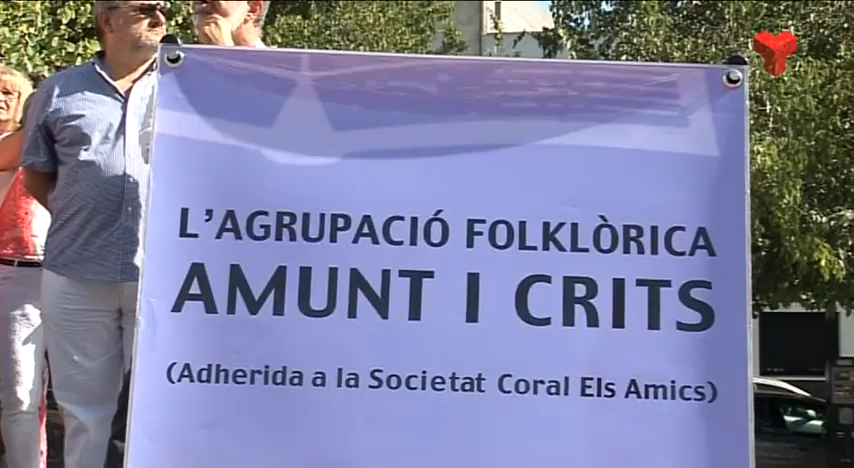 L'AGRUPACIÓ FOLKLÒRICA
AMUNT I CRITS
(Adherida a la Societat Coral Els Amics)